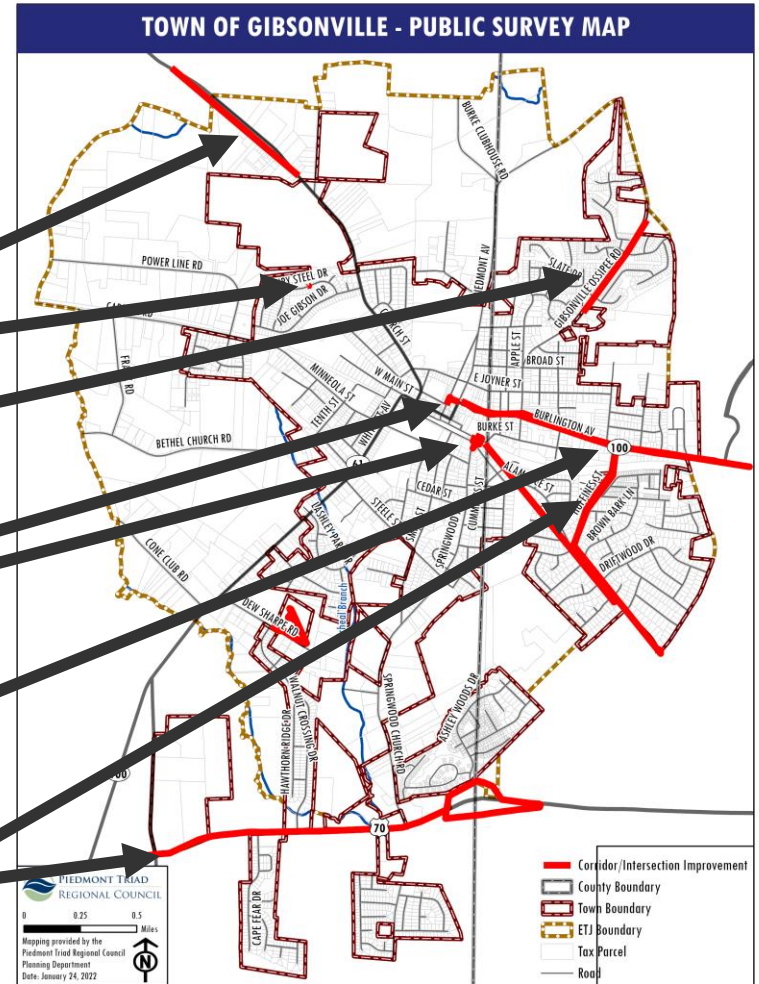 TOWN OF GIBSONVILLE - PUBLIC SURVEY MAP
BURKE CLUBHOUSE RD
POWER LINE RD
STEEL DR
JOE GIBSON DR
SLATE DR
GIBSONVILLE OSSIPEE RD
CHURCH ST
APPLE ST
BROAD ST
W MAIN ST
E JOYNER ST
MINNEOLA ST
TENTH ST
BURLINGTON AV
BURKE ST
100
BETHEL CHURCH RD
61
CEDAR ST
STEELE S
SPRINGWOOD
BROWN BARK LN
DRIFTWOOD DR
CONE CLUB RD
DEW SHARPE RD
WALNUT CROSSING DR
HAWTHORN RIDGE DR
SPRINGWOOD CHURCH RD
ASHLEY WOODS DR
70
CAPE FEAR DR
PIEDMONT TRIAD
REGIONAL COUNCIL
0 0.25 0.5
Miles
Mapping provided by the
Piedmont Triad Regional Council
Planning Department
Date: January 24, 2022
N
Corridor/Intersection Improvement
County Boundary
Town Boundary
ETJ Boundary
Tax Parcel
Road